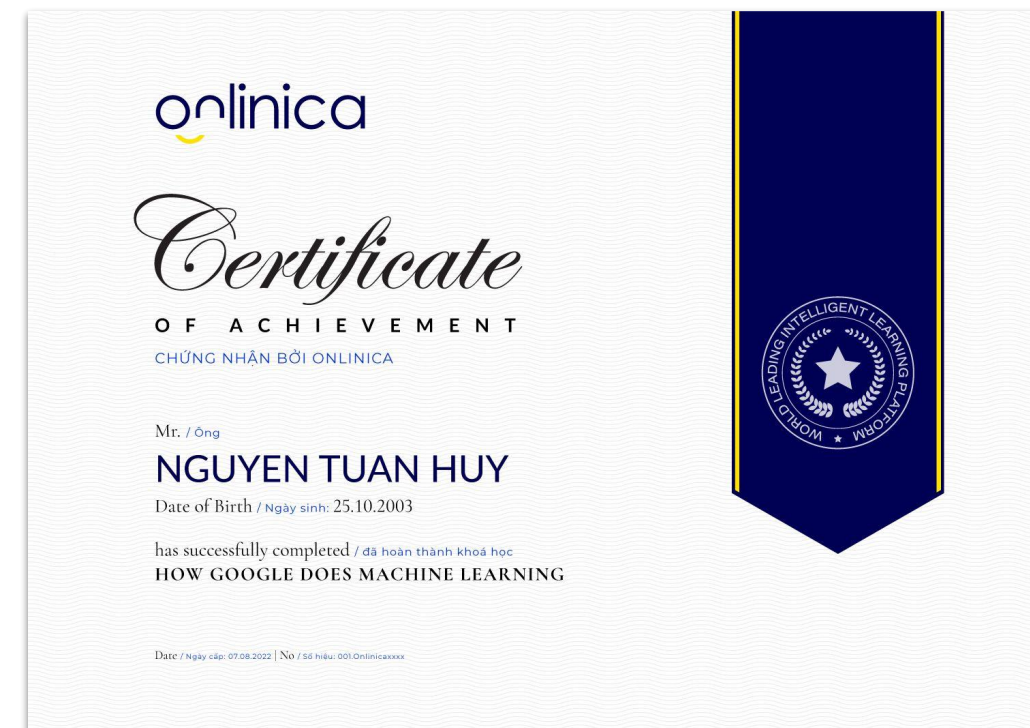 onlinica
Certificate
OF ACHIEVEMENT
CHỨNG NHẬN BỞI ONLINICA
WORLD LEADING INTELLIGENT LEARNING PLATFORM
Mr. / Ông
NGUYEN TUAN HUY
Date of Birth / Ngày sinh: 25.10.2003
has successfully completed / đã hoàn thành khoá học
HOW GOOGLE DOES MACHINE LEARNING
Date / Ngày cấp: 07.08.2022 | No / Số hiệu: 001.Onlinicaxxxx